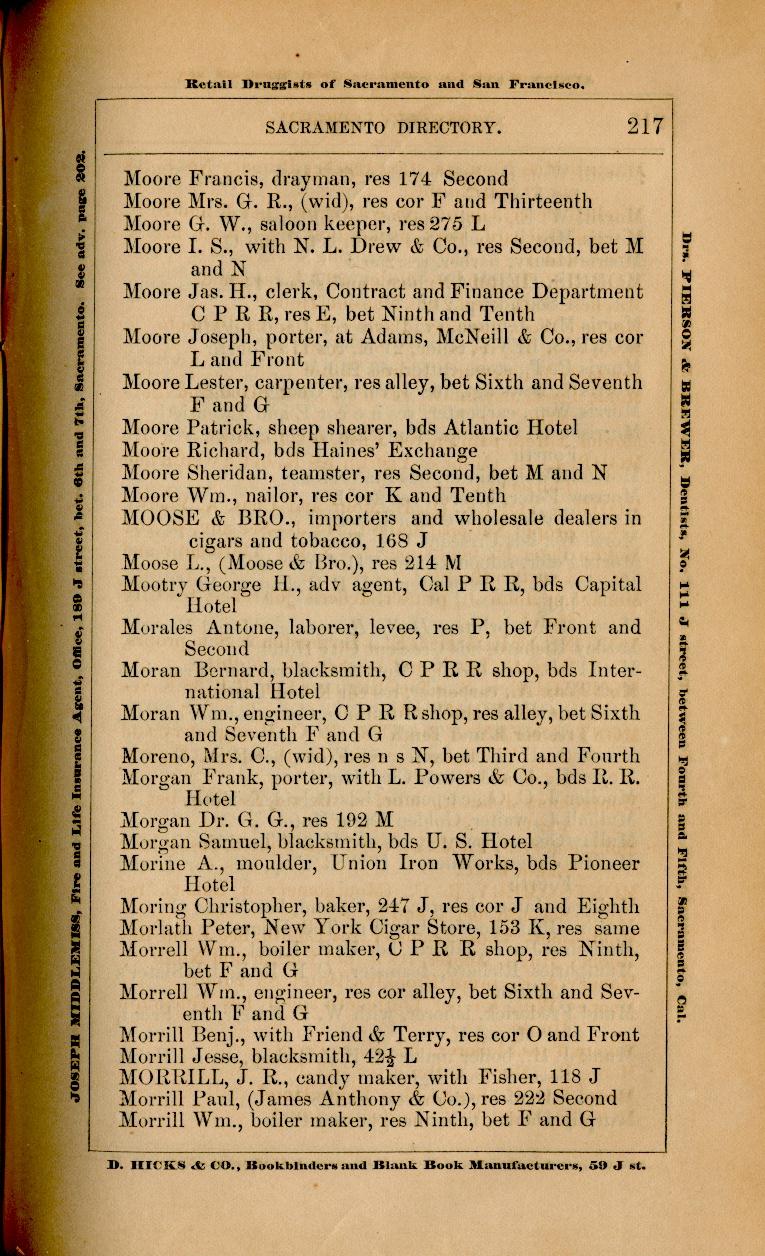 Retail Druggists of Sacramento and San Francisco.
SACRAMENTO DIRECTORY. 217
Moore Francis, drayman, res 174 Second
Moore Mrs. G. R., (wid), res cor F and Thirteenth
Moore G. W., saloon keeper, res 275 L
Moore I. S., with N. L. Drew & Co., res Second, bet M
and N
Moore Jas. H., clerk, Contract and Finance Department
C P R R, res E, bet Ninth and Tenth
Moore Joseph, porter, at Adams, McNeill & Co., res cor
L and Front
Moore Lester, carpenter, res alley, bet Sixth and Seventh
F and G
Moore Patrick, sheep shearer, bds Atlantic Hotel
Moore Richard, bds Haines' Exchange
Moore Sheridan, teamster, res Second, bet M and N
Moore Wm., nailor, res cor K and Tenth
MOOSE & BRO., importers and wholesale dealers in
cigars and tobacco, 168 J
Moose L., (Moose & Bro.), res 214 M
Mootry George H., adv agent, Cal P R R, bds Capital
Hotel
Morales Antone, laborer, levee, res P, bet Front and
Second
Moran Bernard, blacksmith, C P R R shop, bds Inter-
national Hotel
Moran Wm., engineer, C P R R shop, res alley, bet Sixth
and Seventh F and G
Moreno, Mrs. C., (wid), res n s N, bet Third and Fourth
Morgan Frank, porter, with L. Powers & Co., bds R. R.
Hotel
Morgan Dr. G. G., res 192 M
Morgan Samuel, blacksmith, bds U. S. Hotel
Morine A., moulder, Union Iron Works, bds Pioneer
Hotel
Moring Christopher, baker, 247 J, res cor J and Eighth
Morlath Peter, New York Cigar Store, 153 K, res same
Morrell Wm., boiler maker, C P R R shop, res Ninth,
bet F and G
Morrell Wm., engineer, res cor alley, bet Sixth and Sev-
enth F and G
Morrill Benj., with Friend & Terry, res cor O and Front
Morrill Jesse, blacksmith, 42½ L
MORRILL, J. R., candy maker, with Fisher, 118 J
Morrill Paul, (James Anthony & Co.), res 222 Second
Morrill Wm., boiler maker, res Ninth, bet F and G
D. HICKS & CO., Bookbinders and Blank Book Manufacturers, 59 J st.
JOSEPH MIDDLEMISS, Fire and Life Insurance Agent, Office, 189 J street, bet. 6th and 7th, Sacramento. See adv. page 202.
Drs. PIERSON & BREWER, Dentists, No. 111 J street, between Fourth and Fifth, Sacramento, Cal.